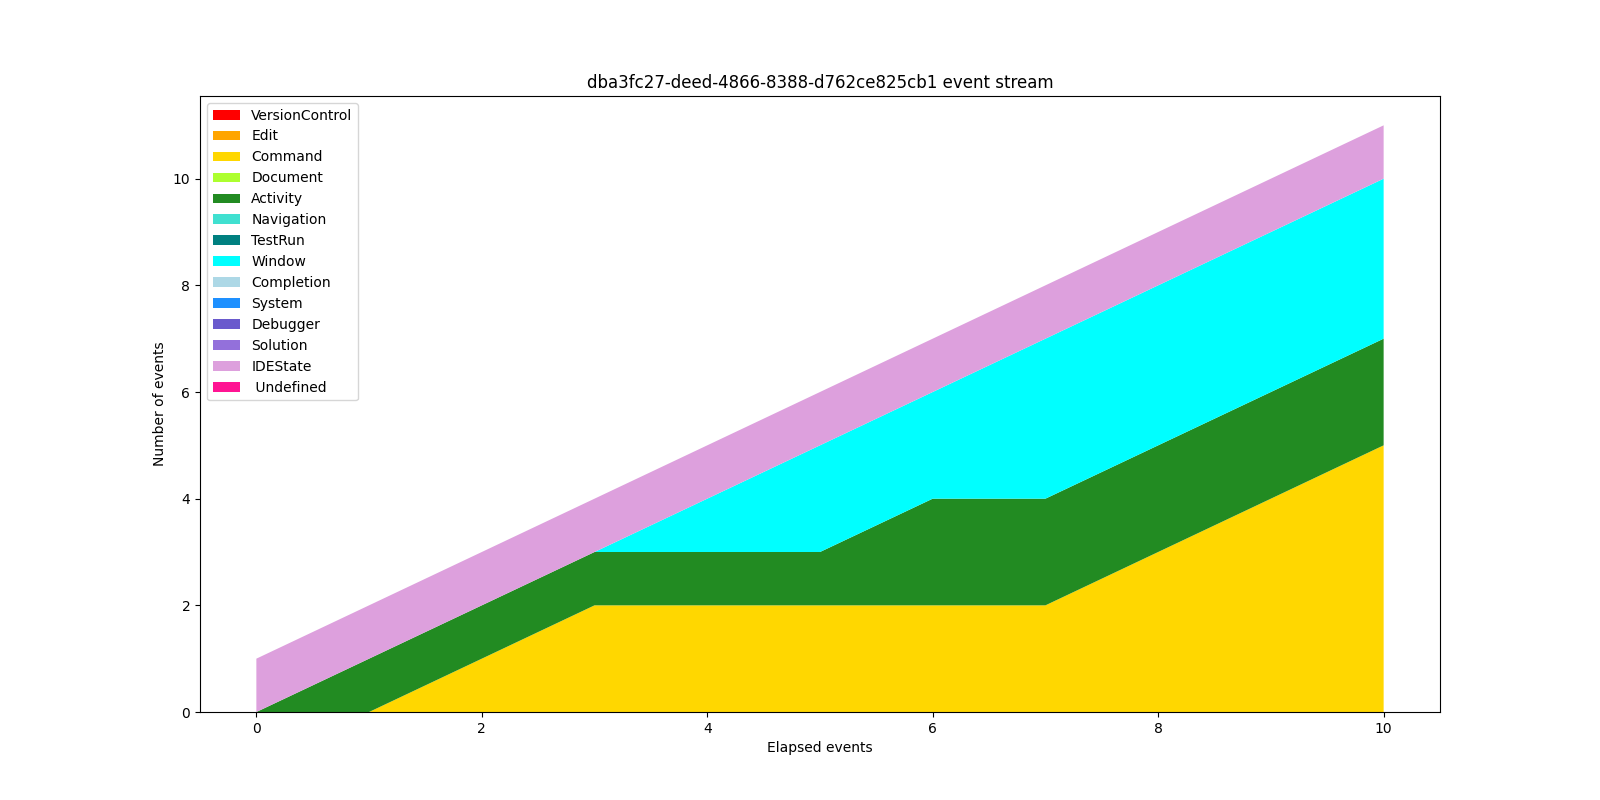 dba3fc27-deed-4866-8388-d762ce825cb1 event stream
VersionControl
Edit
Command
Document
Activity
Navigation
TestRun
Window
Completion
System
Debugger
Solution
IDEState
Undefined
Number of events
10
8
6
4
2
0
0 2 4 6 8 10
Elapsed events